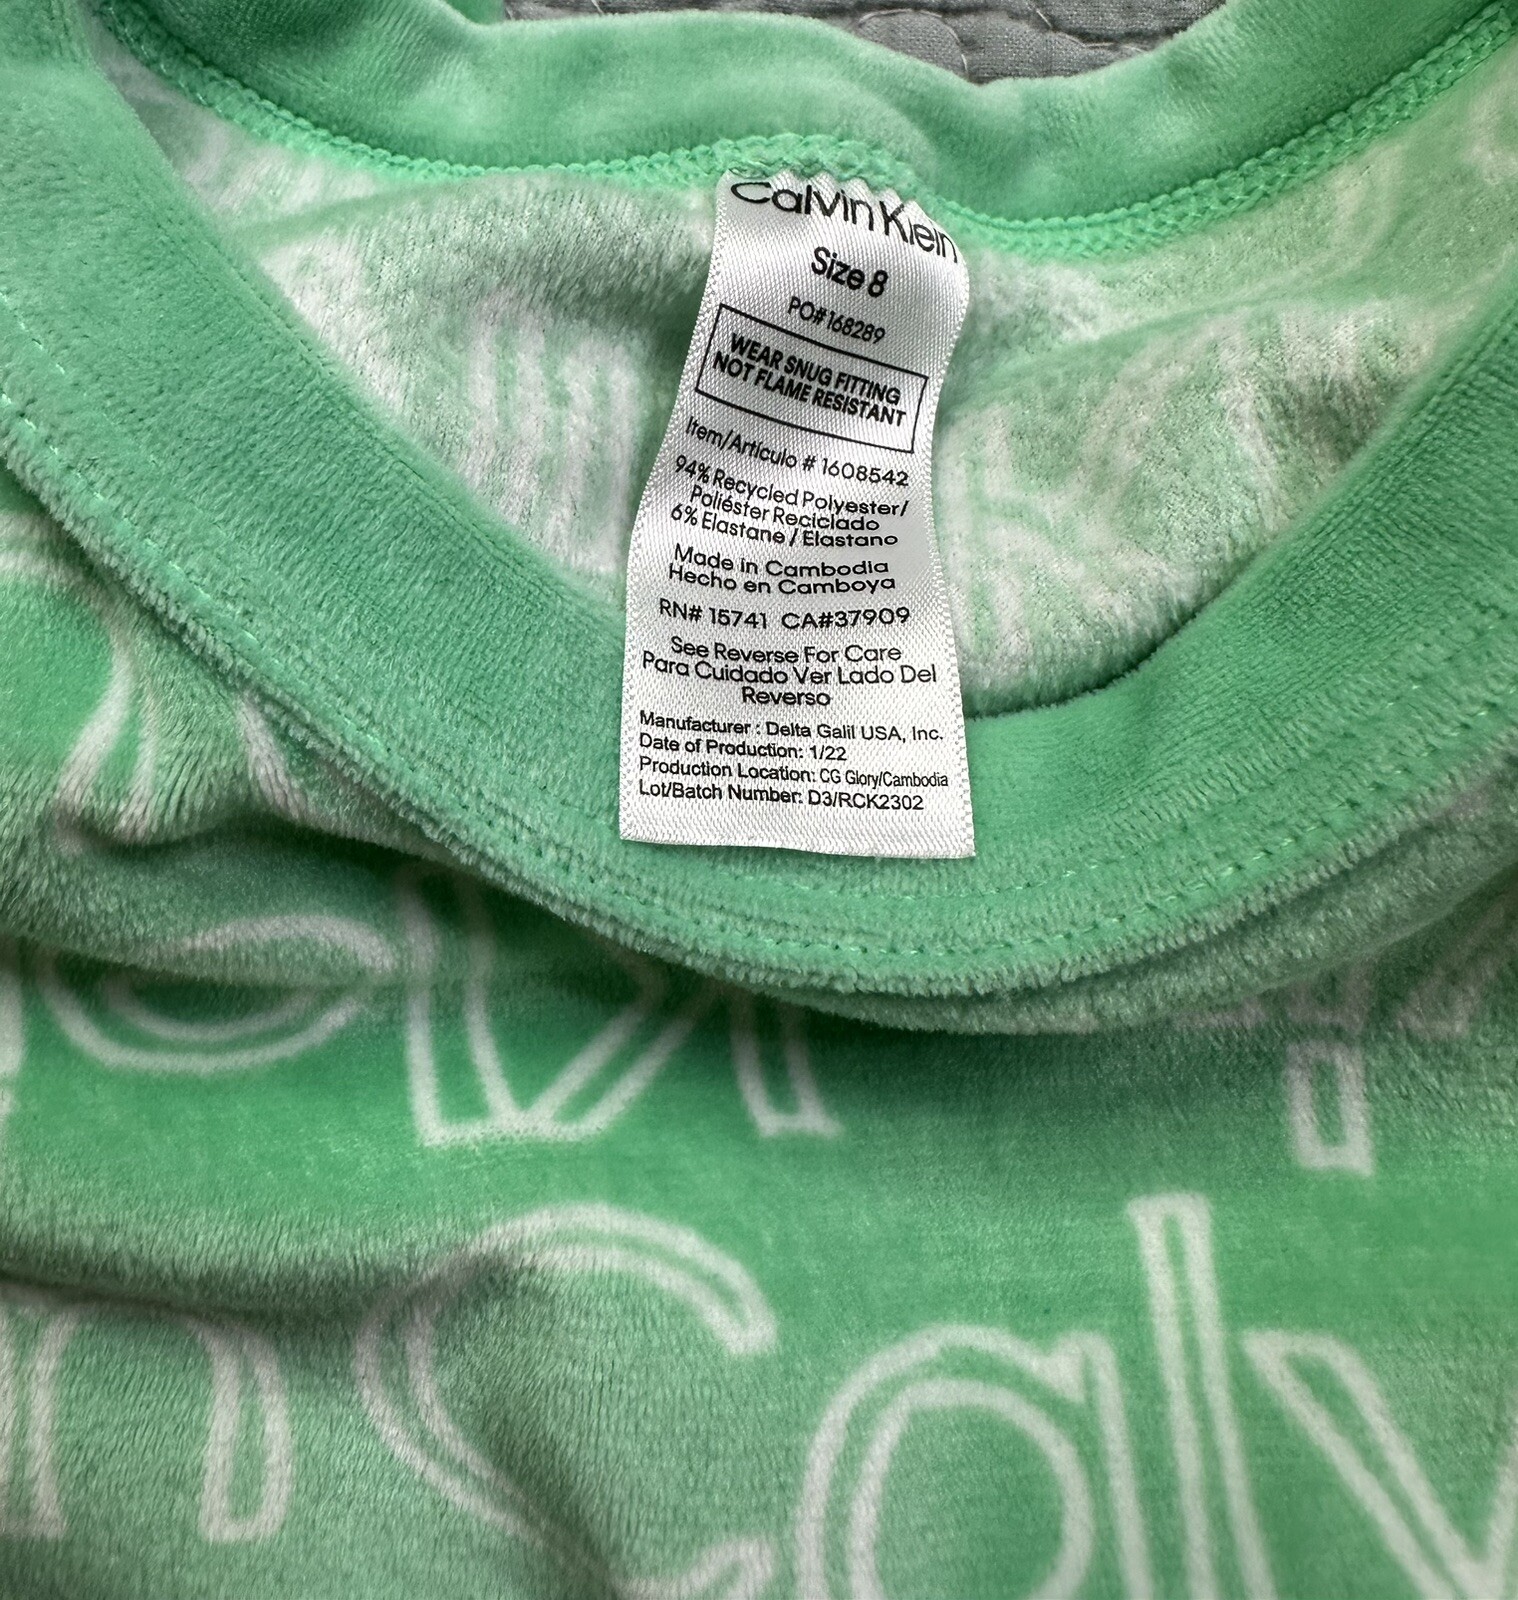 Calvin Klein
Size 8
PO#168289
WEAR SNUG FITTING
NOT FLAME RESISTANT
Item/Articulo # 1608542
94% Recycled Polyester/
Poliéster Reciclado
6% Elastane / Elastano
Made in Cambodia
Hecho en Camboya
RN# 15741 CA#37909
See Reverse For Care
Para Cuidado Ver Lado Del
Reverso
Manufacturer : Delta Galil USA, Inc.
Date of Production: 1/22
Production Location: CG Glory/Cambodia
Lot/Batch Number: D3/RCK2302